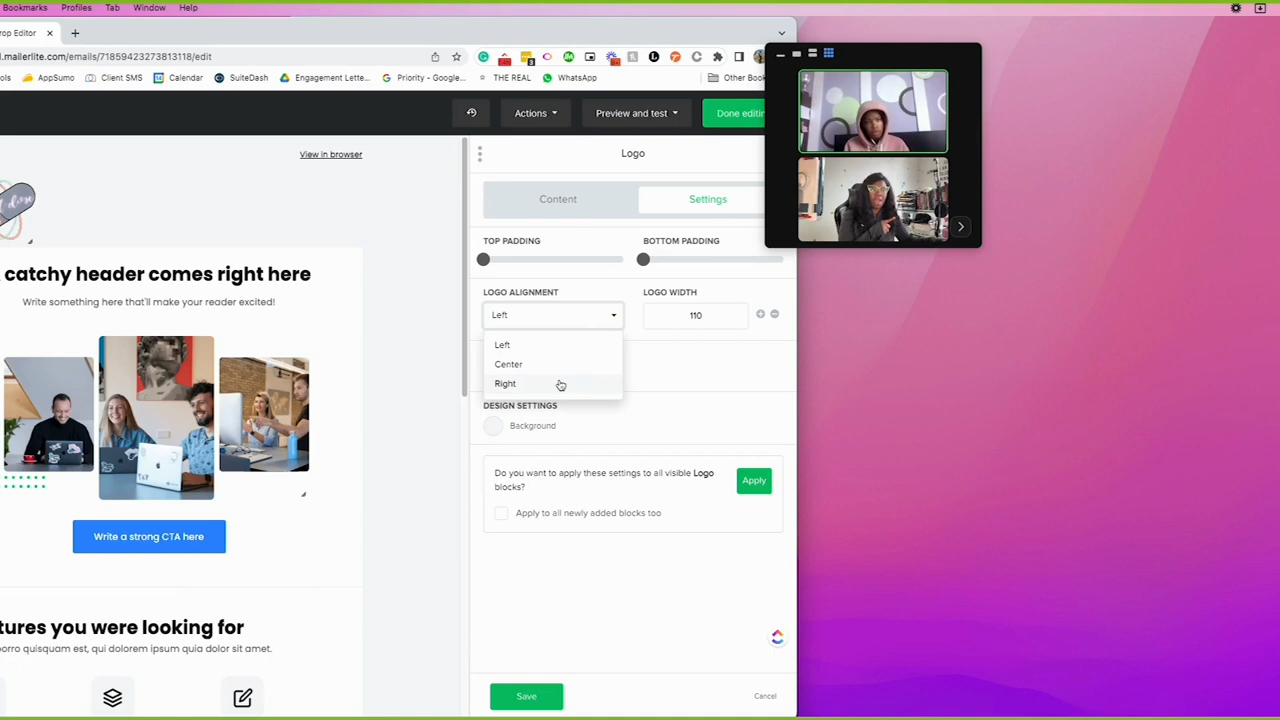 Bookmarks Profiles Tab Window Help
rop Editor
.mailerlite.com/emails/71859423273813118/edit
ols AppSumo Client SMS Calendar SuiteDash Engagement Lette... Priority - Google... THE REAL WhatsApp Other Book
Actions Preview and test Done editin
View in browser
Logo
Content Settings
TOP PADDING BOTTOM PADDING
catchy header comes right here
LOGO ALIGNMENT LOGO WIDTH
Write something here that'll make your reader excited!
Left 110
Left
Center
Right
DESIGN SETTINGS
Background
Do you want to apply these settings to all visible Logo
blocks?
Apply
Apply to all newly added blocks too
Write a strong CTA here
tures you were looking for
porro quisquam est, qui dolorem ipsum quia dolor sit amet.
Save Cancel